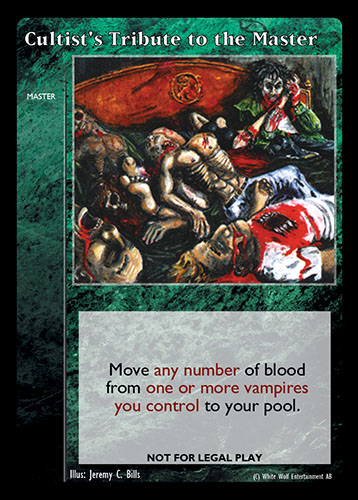 Cultist's Tribute to the Master
MASTER
Move any number of blood
from one or more vampires
you control to your pool.
NOT FOR LEGAL PLAY
Illus: Jeremy C. Bills
(C) White Wolf Entertainment AB